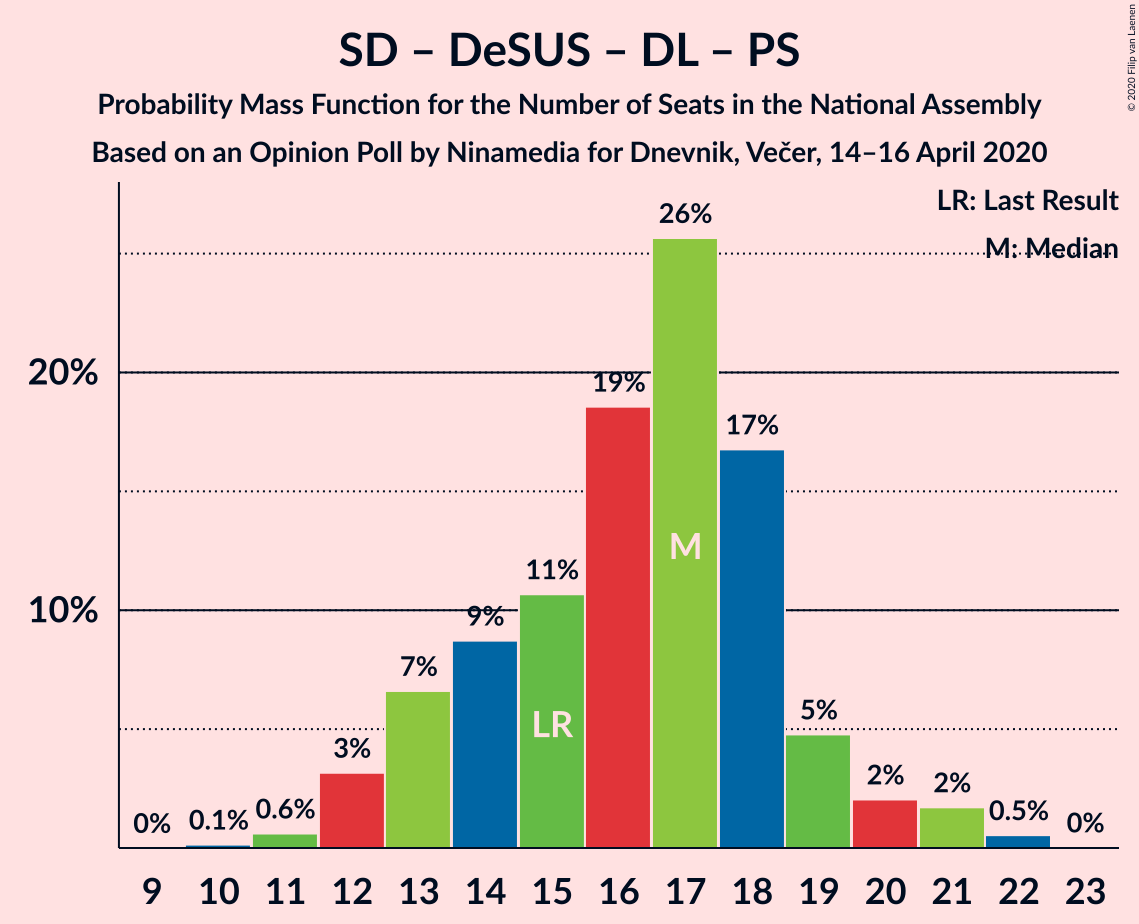 SD – DeSUS – DL – PS
Probability Mass Function for the Number of Seats in the National Assembly
Based on an Opinion Poll by Ninamedia for Dnevnik, Večer, 14–16 April 2020
© 2020 Filip van Laenen
LR: Last Result
M: Median
20%
10%
0%
0.1%
0.6%
3%
7%
9%
11%
19%
26%
17%
5%
2%
2%
0.5%
0%
LR
M
9 10 11 12 13 14 15 16 17 18 19 20 21 22 23